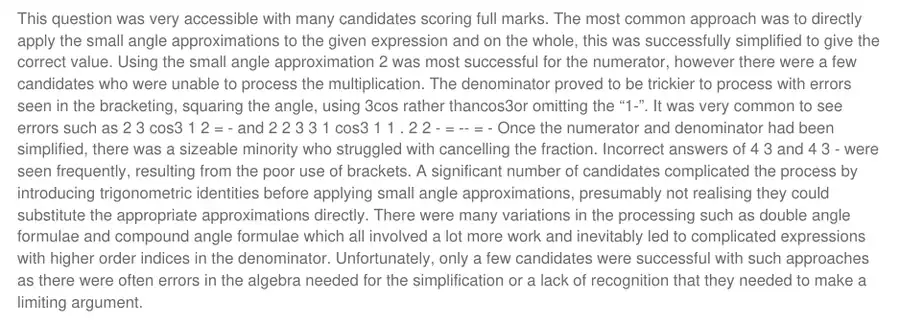 This question was very accessible with many candidates scoring full marks. The most common approach was to directly
apply the small angle approximations to the given expression and on the whole, this was successfully simplified to give the
correct value. Using the small angle approximation 2 was most successful for the numerator, however there were a few
candidates who were unable to process the multiplication. The denominator proved to be trickier to process with errors
seen in the bracketing, squaring the angle, using 3cos rather thancos3or omitting the “1-”. It was very common to see
errors such as 2 3 cos3 1 2 = - and 2 2 3 3 1 cos3 1 1 . 2 2 - = -- = - Once the numerator and denominator had been
simplified, there was a sizeable minority who struggled with cancelling the fraction. Incorrect answers of 4 3 and 4 3 - were
seen frequently, resulting from the poor use of brackets. A significant number of candidates complicated the process by
introducing trigonometric identities before applying small angle approximations, presumably not realising they could
substitute the appropriate approximations directly. There were many variations in the processing such as double angle
formulae and compound angle formulae which all involved a lot more work and inevitably led to complicated expressions
with higher order indices in the denominator. Unfortunately, only a few candidates were successful with such approaches
as there were often errors in the algebra needed for the simplification or a lack of recognition that they needed to make a
limiting argument.